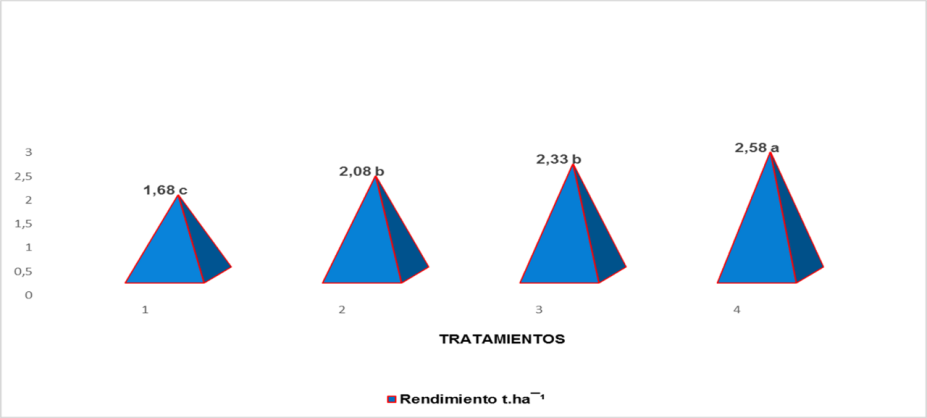 3
2,5
2
1,5
1
0,5
0
1,68 c
2,08 b
2,33 b
2,58 a
1 2 3 4
TRATAMIENTOS
Rendimiento t.ha¯¹